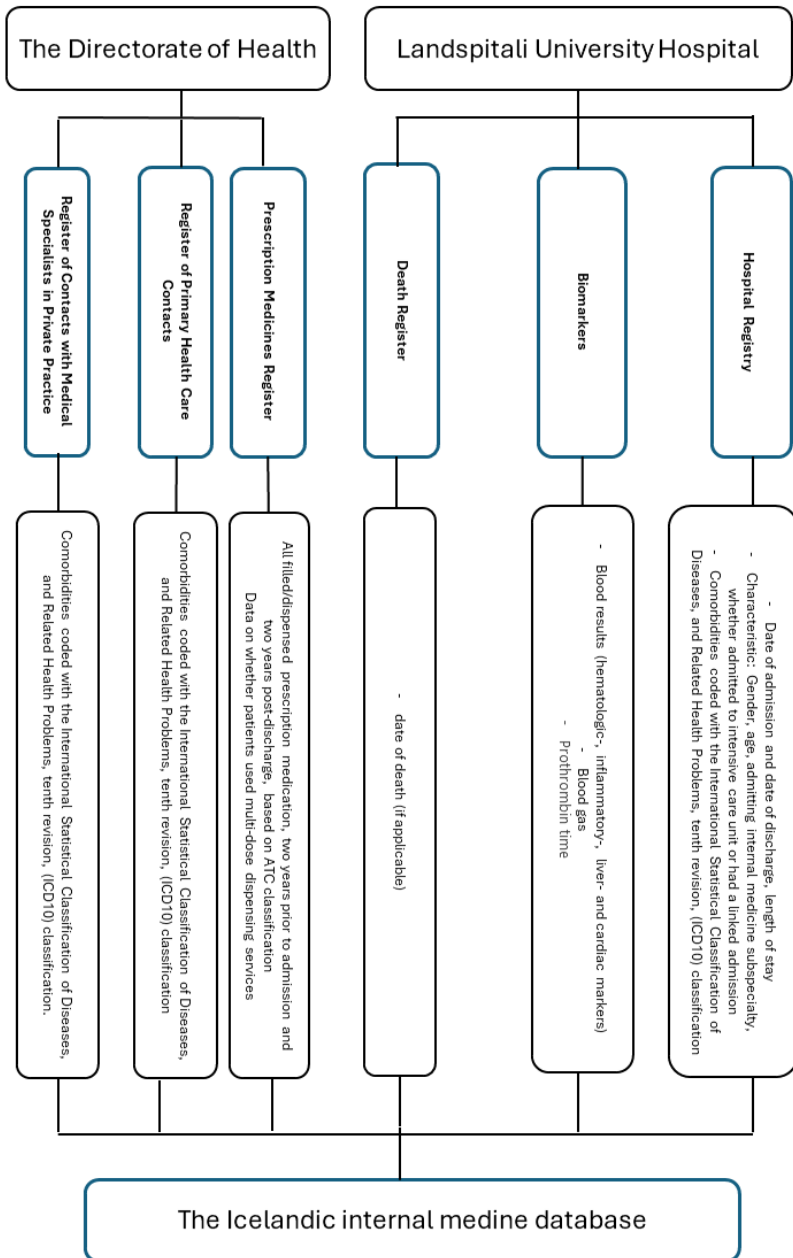 The Directorate of Health
Landspitali University Hospital
Register of Contacts with Medical
Specialists in Private Practice
Register of Primary Health Care
Contacts
Prescription Medicines Register
Death Register
Biomarkers
Hospital Registry
Comorbidities coded with the International Statistical Classification of Diseases,
and Related Health Problems, tenth revision, (ICD10) classification.
Comorbidities coded with the International Statistical Classification of Diseases,
and Related Health Problems, tenth revision, (ICD10) classification
All filled/dispensed prescription medication, two years prior to admission and
two years post-discharge, based on ATC classification
Data on whether patients used multi-dose dispensing services
- date of death (if applicable)
- Blood results (hematologic-, inflammatory-, liver- and cardiac markers)
- Blood gas
- Prothrombin time
- Date of admission and date of discharge, length of stay
- Characteristic: Gender, age, admitting internal medicine subspecialty,
whether admitted to intensive care unit or had a linked admission
- Comorbidities coded with the International Statistical Classification of
Diseases, and Related Health Problems, tenth revision, (ICD10) classification
The Icelandic internal medine database